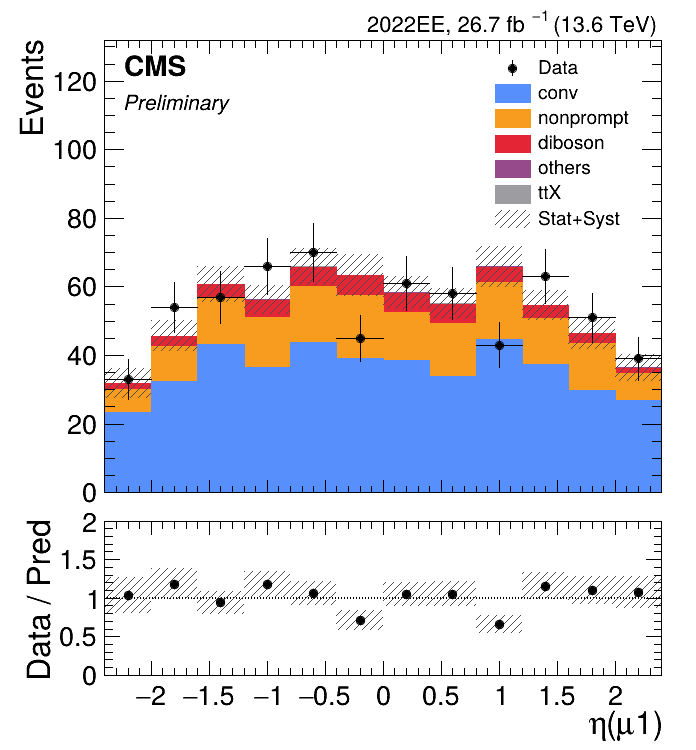 2022EE, 26.7 fb ⁻¹ (13.6 TeV)
Events
CMS
Preliminary
Data
conv
nonprompt
diboson
others
ttX
Stat+Syst
120
100
80
60
40
20
0
Data / Pred
2
1.5
1
0.5
0
−2 −1.5 −1 −0.5 0 0.5 1 1.5 2
η(μ1)